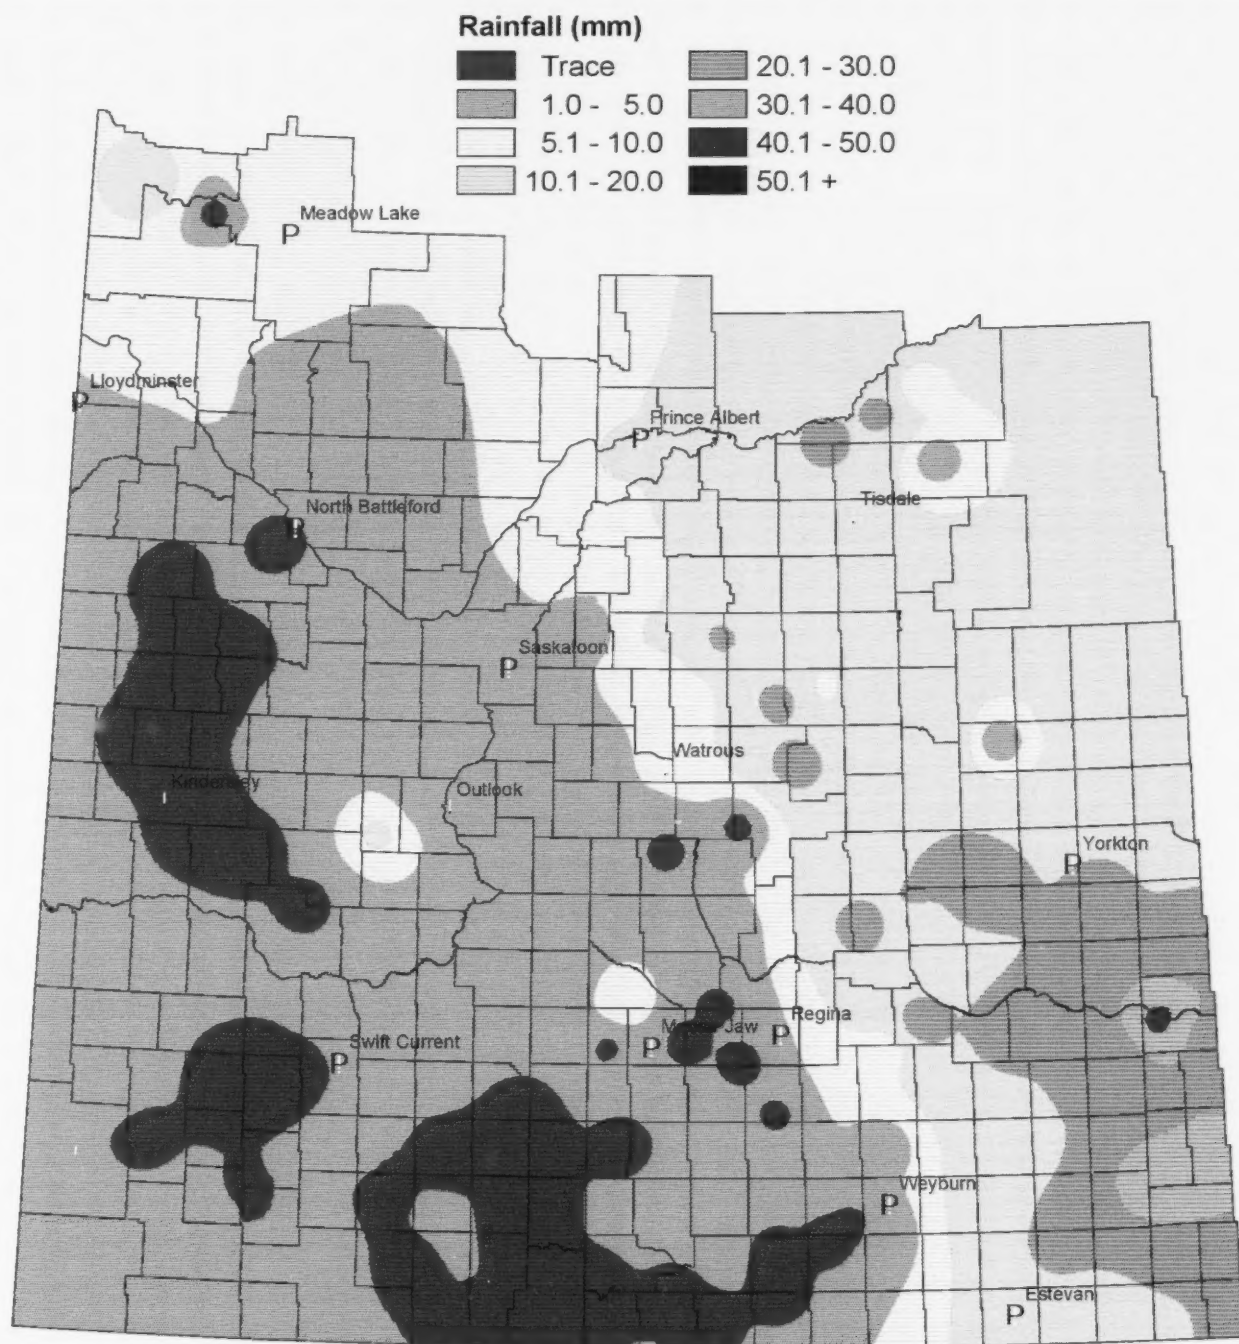 Rainfall (mm)
Trace
1.0 - 5.0
5.1 - 10.0
10.1 - 20.0
20.1 - 30.0
30.1 - 40.0
40.1 - 50.0
50.1 +
P Meadow Lake
P Lloydminster
P Prince Albert
Tisdale
P North Battleford
P Saskatoon
Watrous
Kindersley
Outlook
P Yorkton
P Moose Jaw
P Regina
P Swift Current
P Weyburn
P Estevan